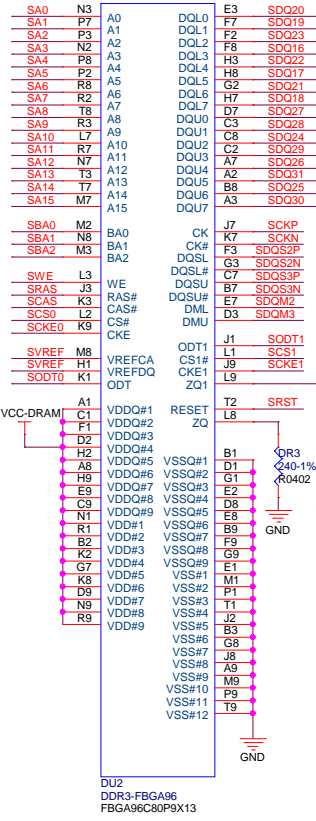 SA0 N3 A0
SA1 P7 A1
SA2 P3 A2
SA3 N2 A3
SA4 P8 A4
SA5 P2 A5
SA6 R8 A6
SA7 R2 A7
SA8 T8 A8
SA9 R3 A9
SA10 L7 A10
SA11 R7 A11
SA12 N7 A12
SA13 T3 A13
SA14 T7 A14
SA15 M7 A15
SBA0 M2 BA0
SBA1 N8 BA1
SBA2 M3 BA2
SWE L3 WE
SRAS J3 RAS#
SCAS K3 CAS#
SCS0 L2 CS#
SCKE0 K9 CKE
SVREF M8 VREFCA
SVREF H1 VREFDQ
SODT0 K1 ODT
VCC-DRAM
A1 VDDQ#1
C1 VDDQ#2
F1 VDDQ#3
D2 VDDQ#4
H2 VDDQ#5
A8 VDDQ#6
H9 VDDQ#7
E9 VDDQ#8
C9 VDDQ#9
N1 VDD#1
R1 VDD#2
B2 VDD#3
K2 VDD#4
G7 VDD#5
K8 VDD#6
D9 VDD#7
N9 VDD#8
R9 VDD#9
DQL0 E3 SDQ20
DQL1 F7 SDQ19
DQL2 F2 SDQ23
DQL3 F8 SDQ16
DQL4 H3 SDQ22
DQL5 H8 SDQ17
DQL6 G2 SDQ21
DQL7 H7 SDQ18
DQU0 D7 SDQ27
DQU1 C3 SDQ28
DQU2 C8 SDQ24
DQU3 C2 SDQ29
DQU4 A7 SDQ26
DQU5 A2 SDQ31
DQU6 B8 SDQ25
DQU7 A3 SDQ30
CK J7 SCKP
CK# K7 SCKN
DQSL F3 SDQS2P
DQSL# G3 SDQS2N
DQSU C7 SDQS3P
DQSU# B7 SDQS3N
DML E7 SDQM2
DMU D3 SDQM3
ODT1 J1 SODT1
CS1# L1 SCS1
CKE1 J9 SCKE1
ZQ1 L9
RESET T2 SRST
ZQ L8
DR3
240-1%
R0402
GND
VSSQ#1 B1
VSSQ#2 D1
VSSQ#3 G1
VSSQ#4 E2
VSSQ#5 D8
VSSQ#6 E8
VSSQ#7 B9
VSSQ#8 F9
VSSQ#9 G9
VSS#1 E1
VSS#2 M1
VSS#3 P1
VSS#4 T1
VSS#5 J2
VSS#6 B3
VSS#7 G8
VSS#8 J8
VSS#9 A9
VSS#10 M9
VSS#11 P9
VSS#12 T9
GND
DU2
DDR3-FBGA96
FBGA96C80P9X13